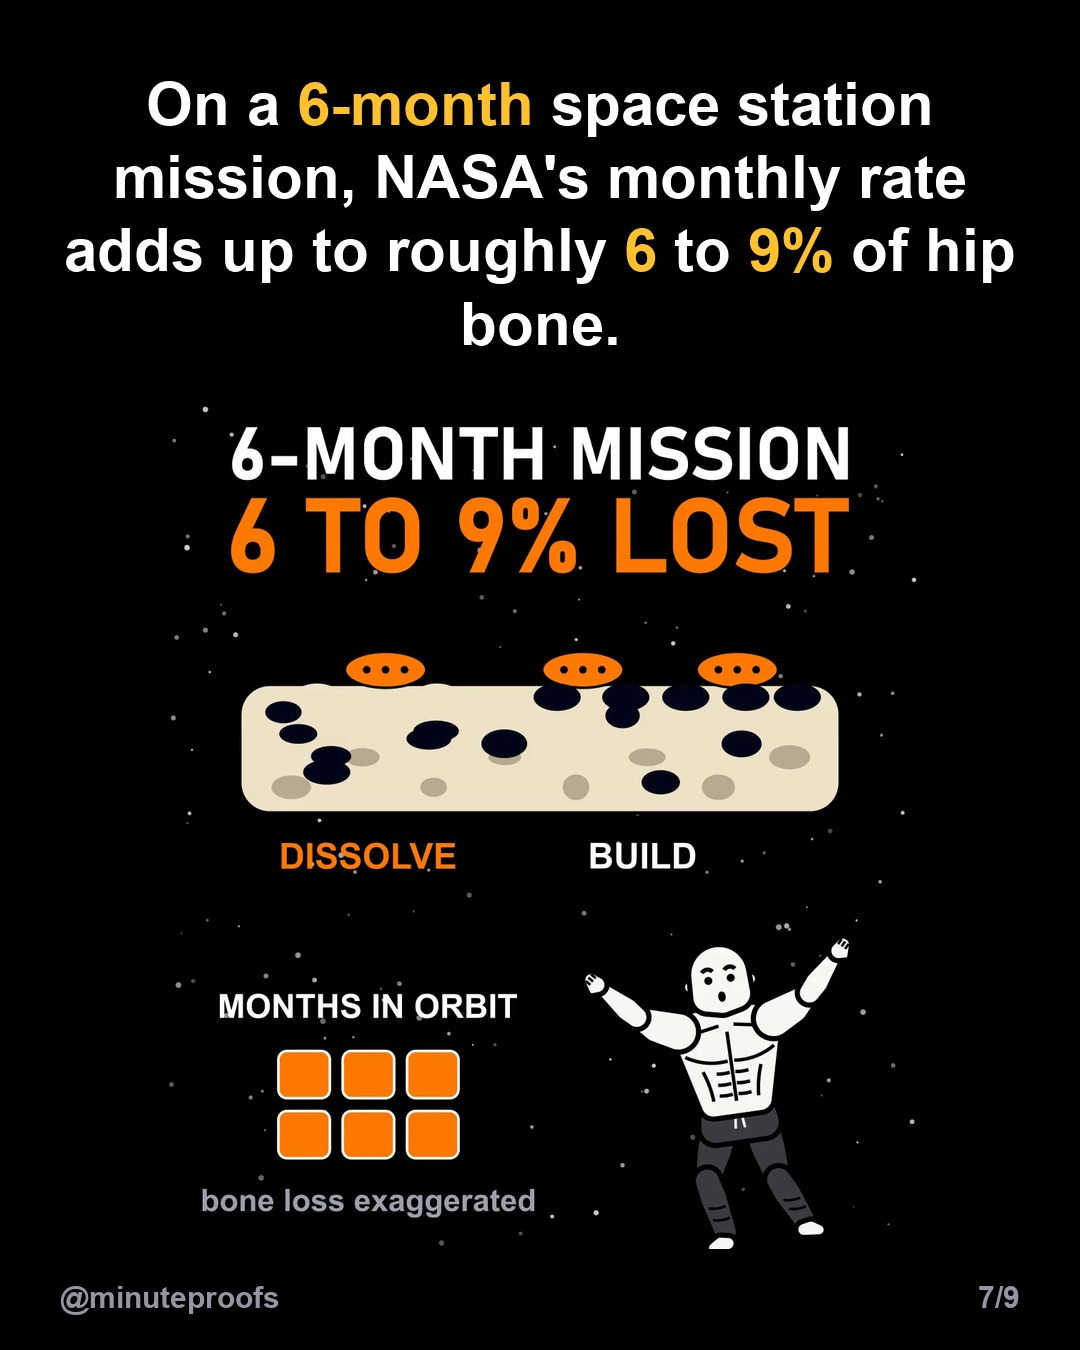 On a 6-month space station
mission, NASA's monthly rate
adds up to roughly 6 to 9% of hip
bone.
6-MONTH MISSION
6 TO 9% LOST
DISSOLVE
BUILD
MONTHS IN ORBIT
bone loss exaggerated
@minuteproofs
7/9